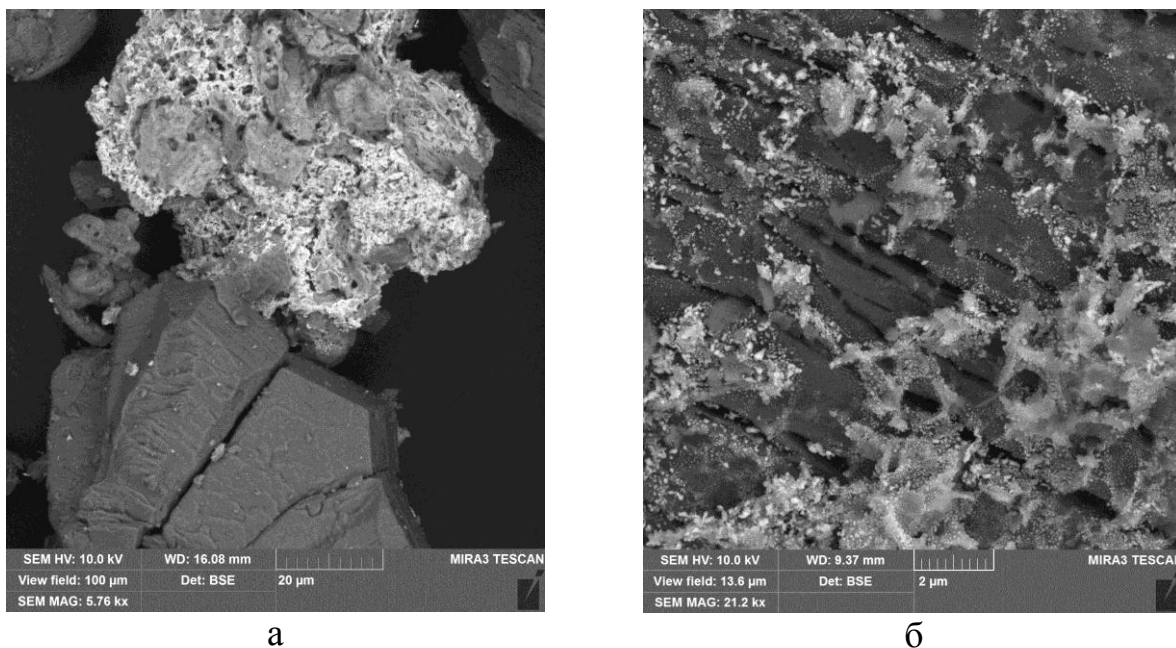 SEM HV: 10.0 kV WD: 16.08 mm MIRA3 TESCAN
View field: 100 µm Det: BSE 20 µm
SEM MAG: 5.76 kx
SEM HV: 10.0 kV WD: 9.37 mm MIRA3 TESCAN
View field: 13.6 µm Det: BSE 2 µm
SEM MAG: 21.2 kx
а
б